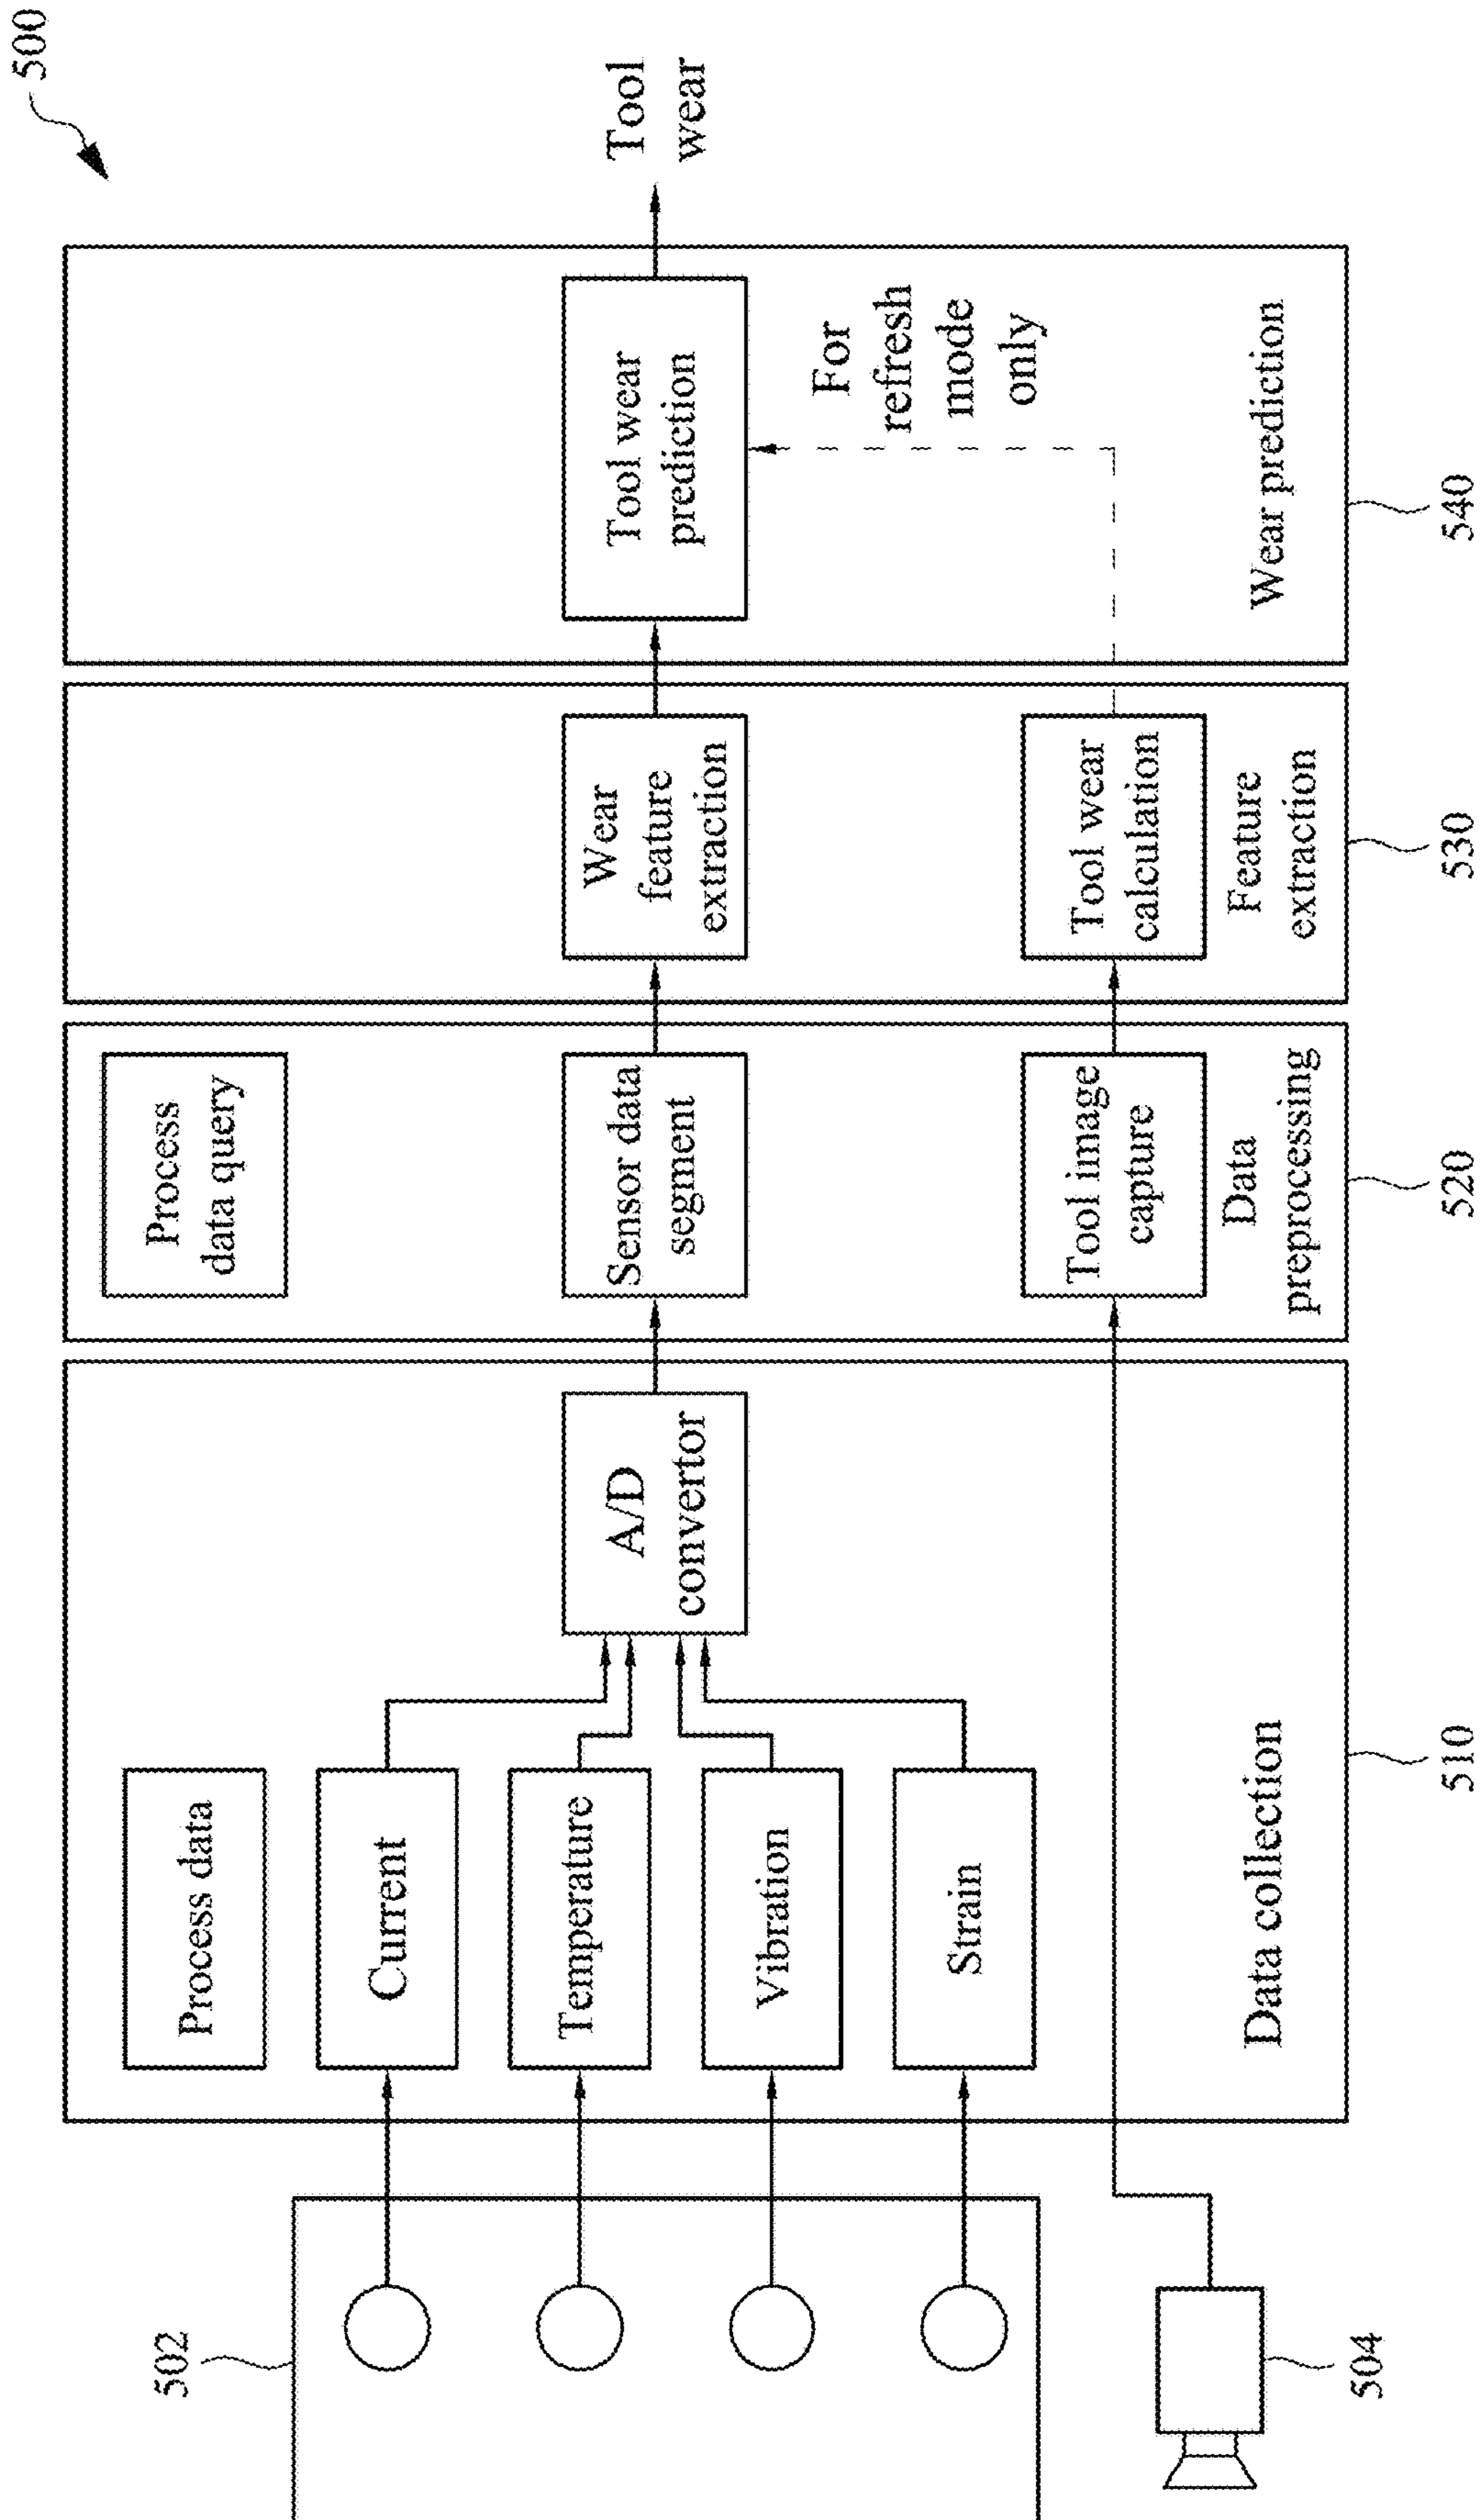 500
502
504
Process data
Current
Temperature
Vibration
Strain
A/D
convertor
Data collection
510
Process
data query
Sensor data
segment
Tool image
capture
Data
preprocessing
520
Wear
feature
extraction
Tool wear
calculation
Feature
extraction
530
Tool wear
prediction
For
refresh
mode
only
Wear prediction
540
Tool
wear